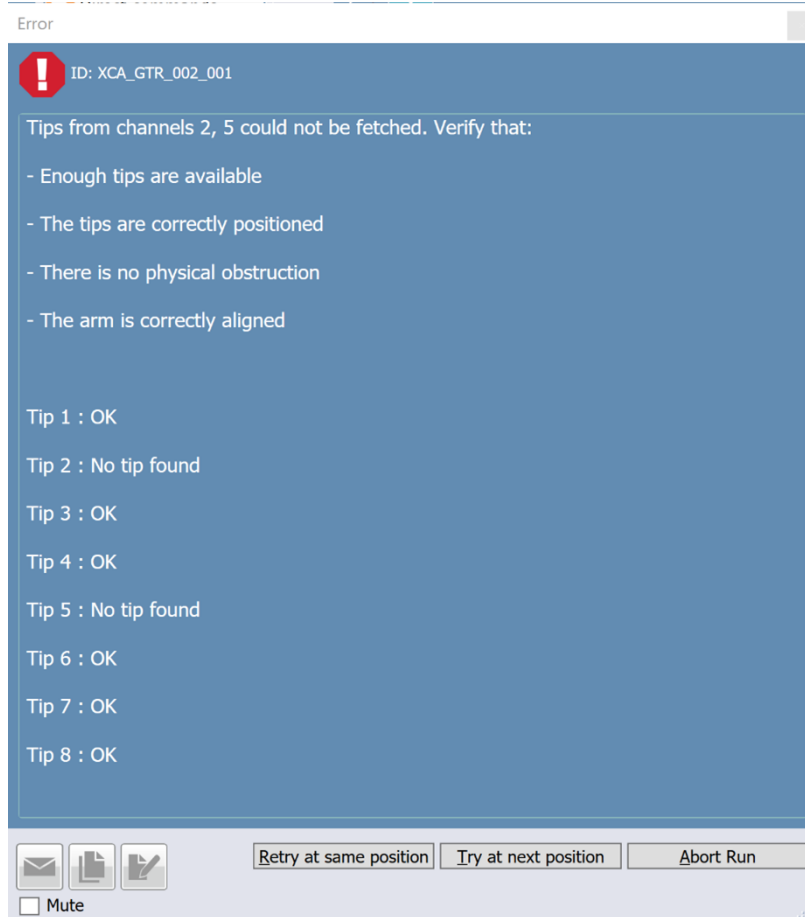 Error
ID: XCA_GTR_002_001
Tips from channels 2, 5 could not be fetched. Verify that:
- Enough tips are available
- The tips are correctly positioned
- There is no physical obstruction
- The arm is correctly aligned
Tip 1 : OK
Tip 2 : No tip found
Tip 3 : OK
Tip 4 : OK
Tip 5 : No tip found
Tip 6 : OK
Tip 7 : OK
Tip 8 : OK
Retry at same position Try at next position Abort Run
Mute